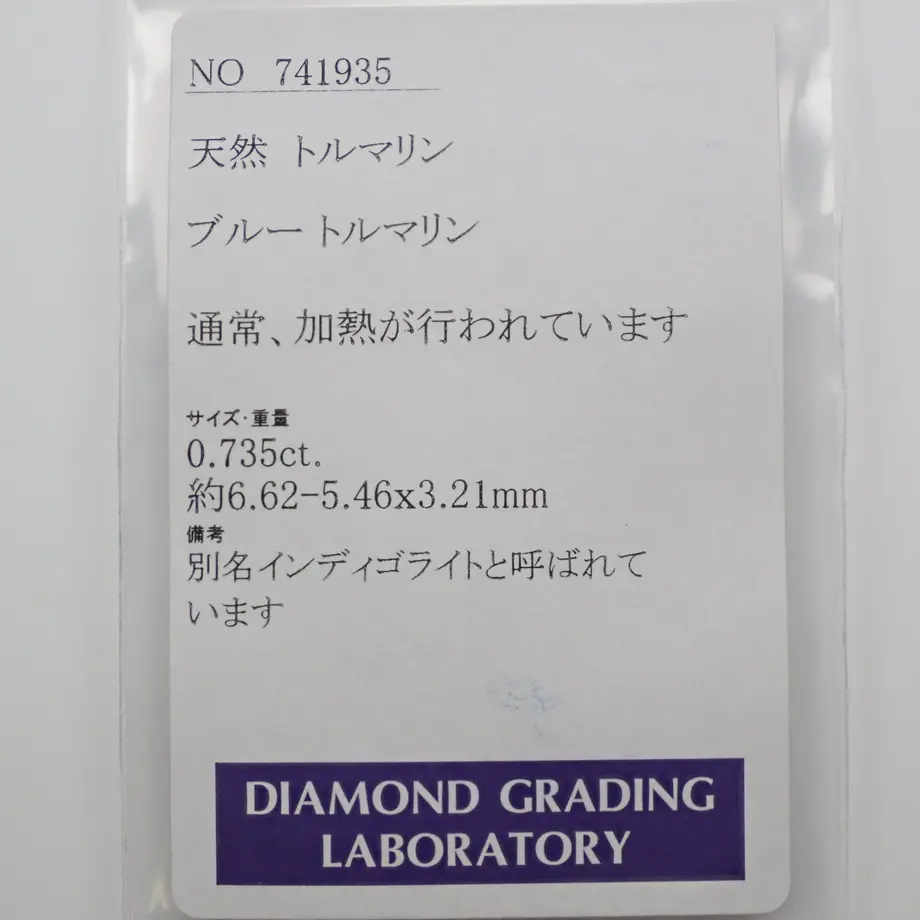 NO 741935
天然 トルマリン
ブルートルマリン
通常、加熱が行われています
サイズ・重量
0.735ct。
約6.62-5.46x3.21mm
備考
別名インディゴライトと呼ばれて
います
DIAMOND GRADING
LABORATORY